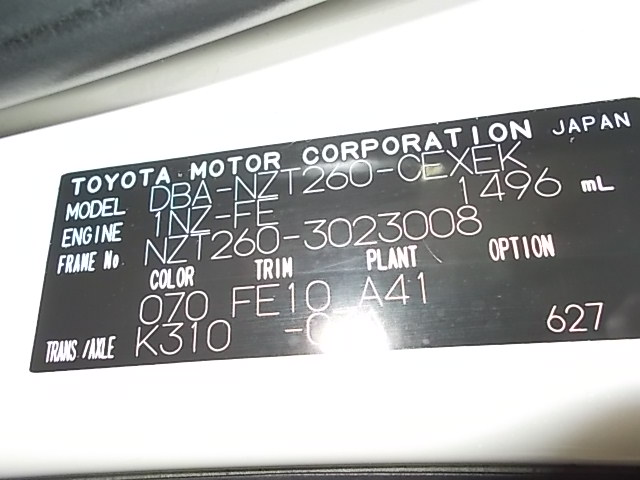 TOYOTA MOTOR CORPORATION JAPAN
MODEL DBA-NZT260-CEXEK
ENGINE 1NZ-FE 1496 mL
FRAME No NZT260-3023008
COLOR TRIM PLANT OPTION
070 FE10 A41
TRANS/AXLE K310 627